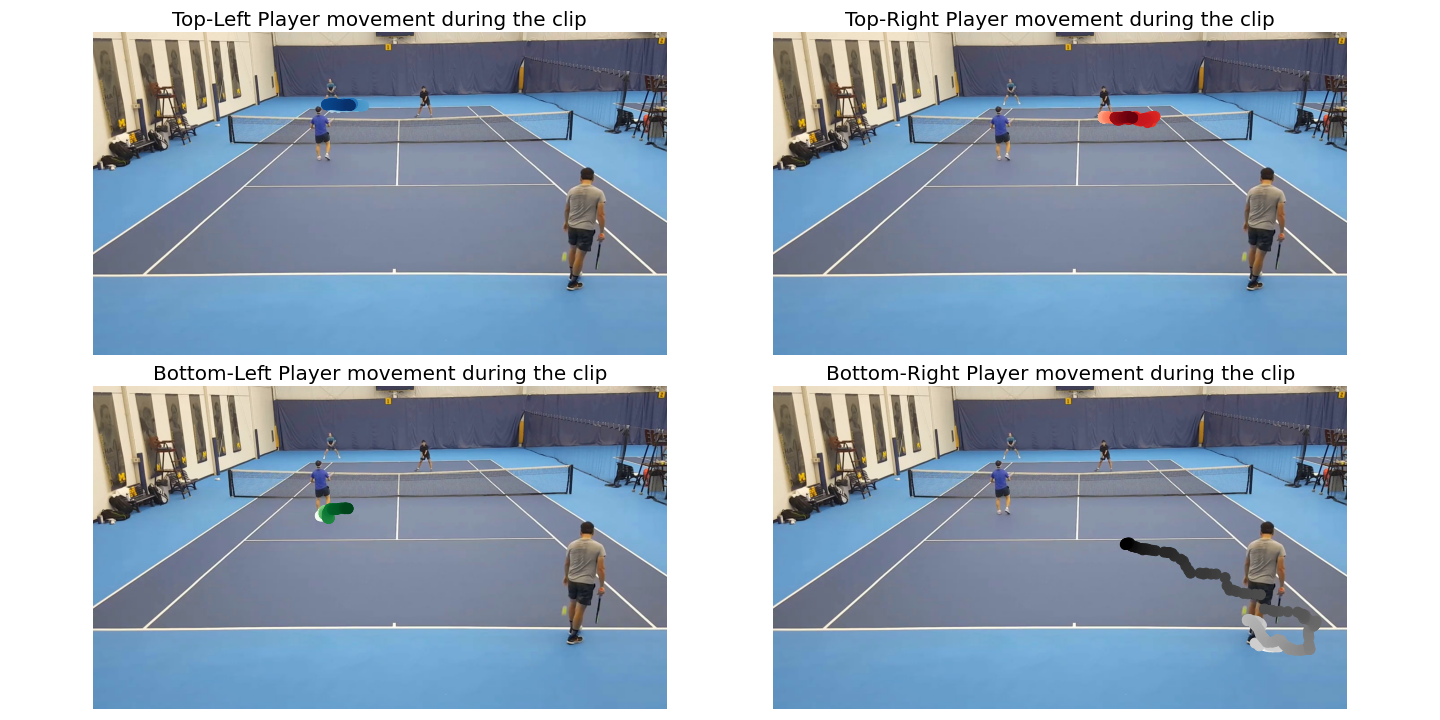 Top-Left Player movement during the clip
Top-Right Player movement during the clip
Bottom-Left Player movement during the clip
Bottom-Right Player movement during the clip